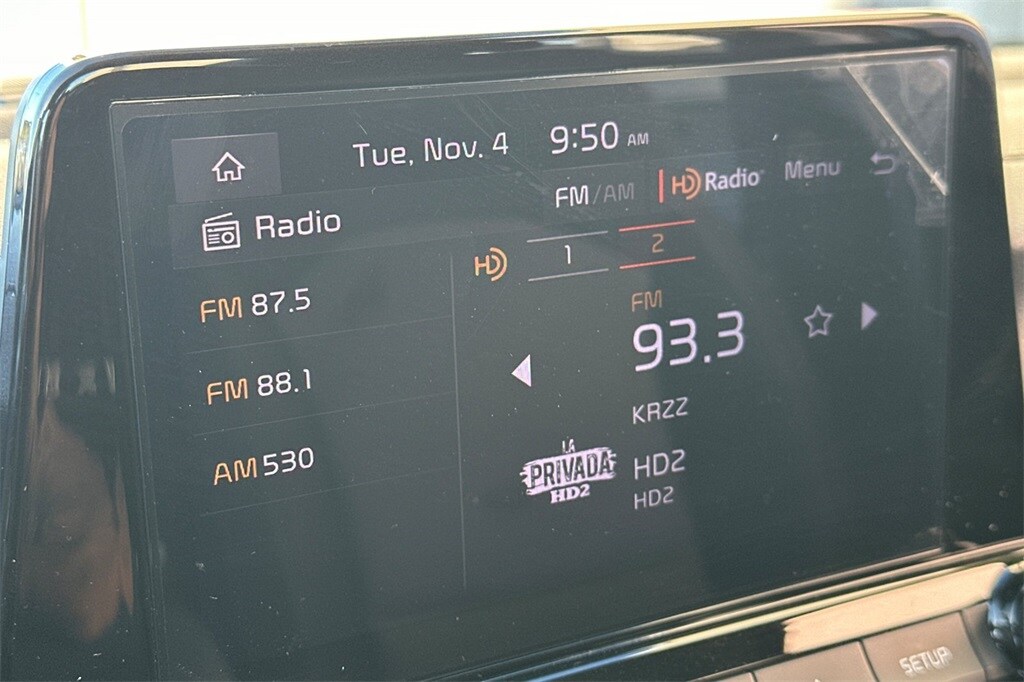 Tue, Nov. 4 9:50 AM
Radio FM/AM HD Radio Menu
HD 1 2
FM 87.5
FM 88.1
AM 530
FM
93.3
KRZZ
LA
PRIVADA
HD2
HD2
HD2
SETUP